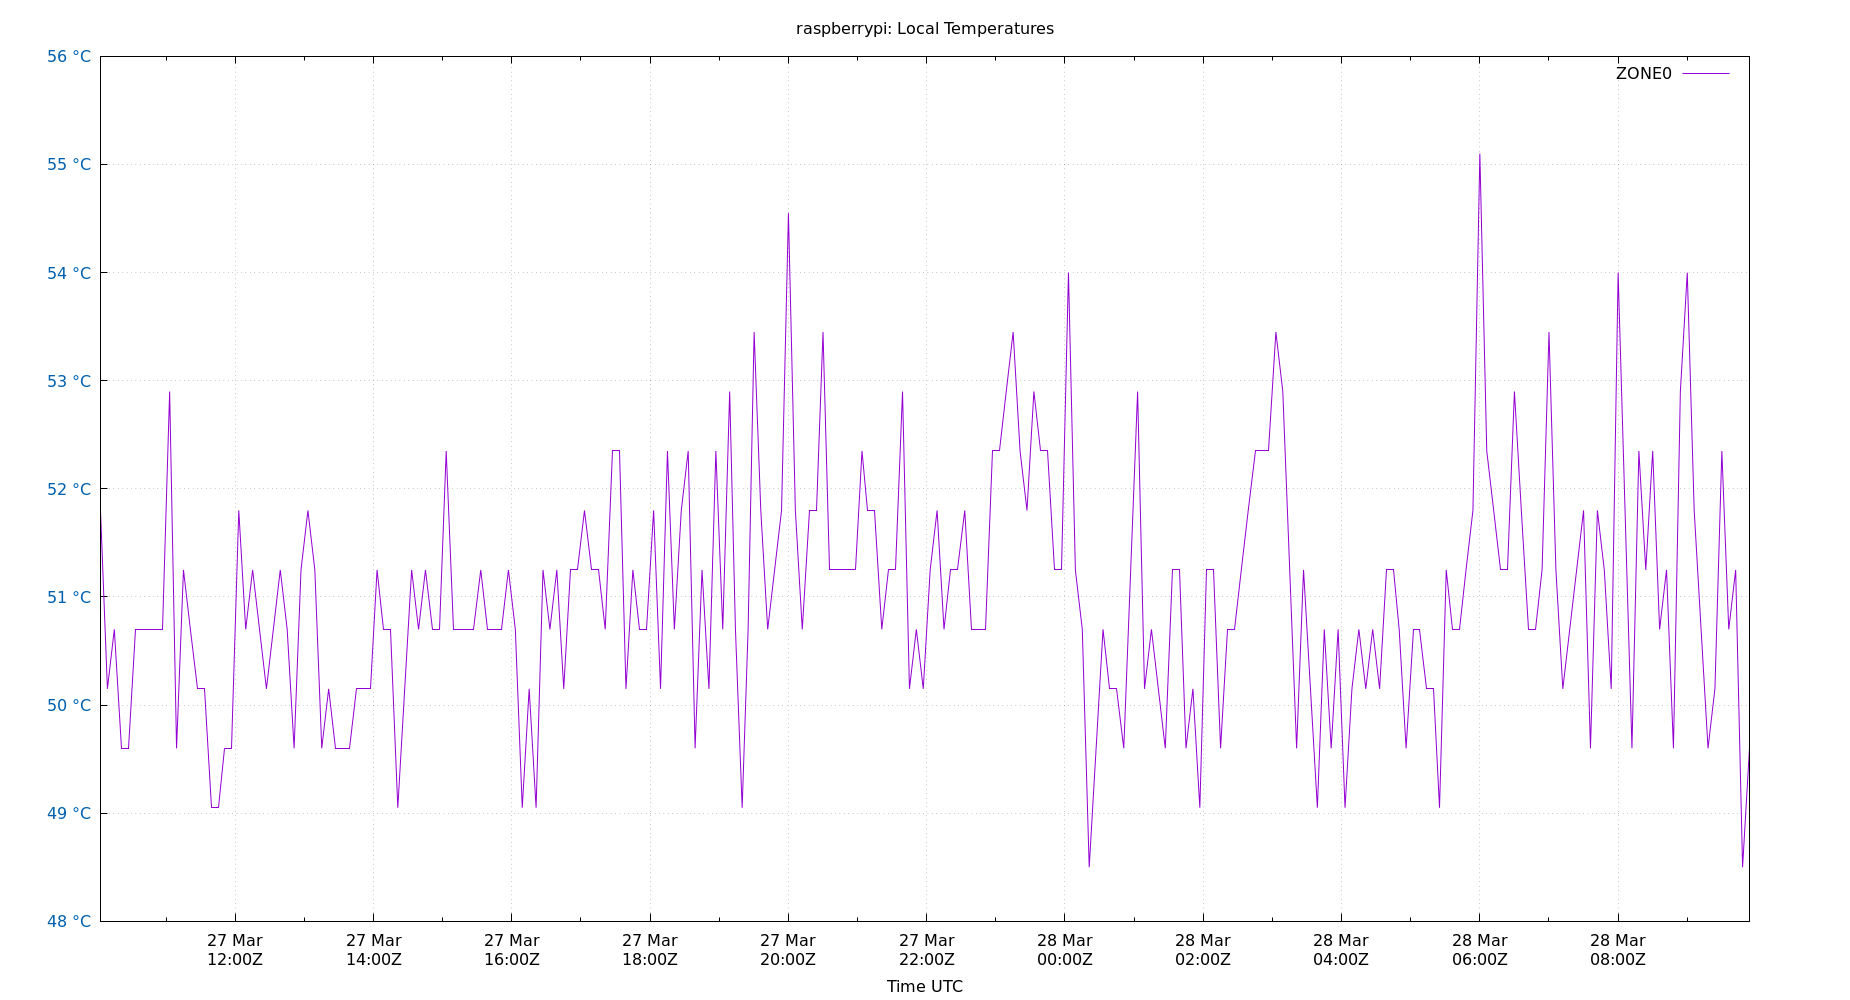 raspberrypi: Local Temperatures
56 °C
ZONE0
55 °C
54 °C
53 °C
52 °C
51 °C
50 °C
49 °C
48 °C
27 Mar 27 Mar 27 Mar 27 Mar 27 Mar 27 Mar 28 Mar 28 Mar 28 Mar 28 Mar 28 Mar
12:00Z 14:00Z 16:00Z 18:00Z 20:00Z 22:00Z 00:00Z 02:00Z 04:00Z 06:00Z 08:00Z
Time UTC